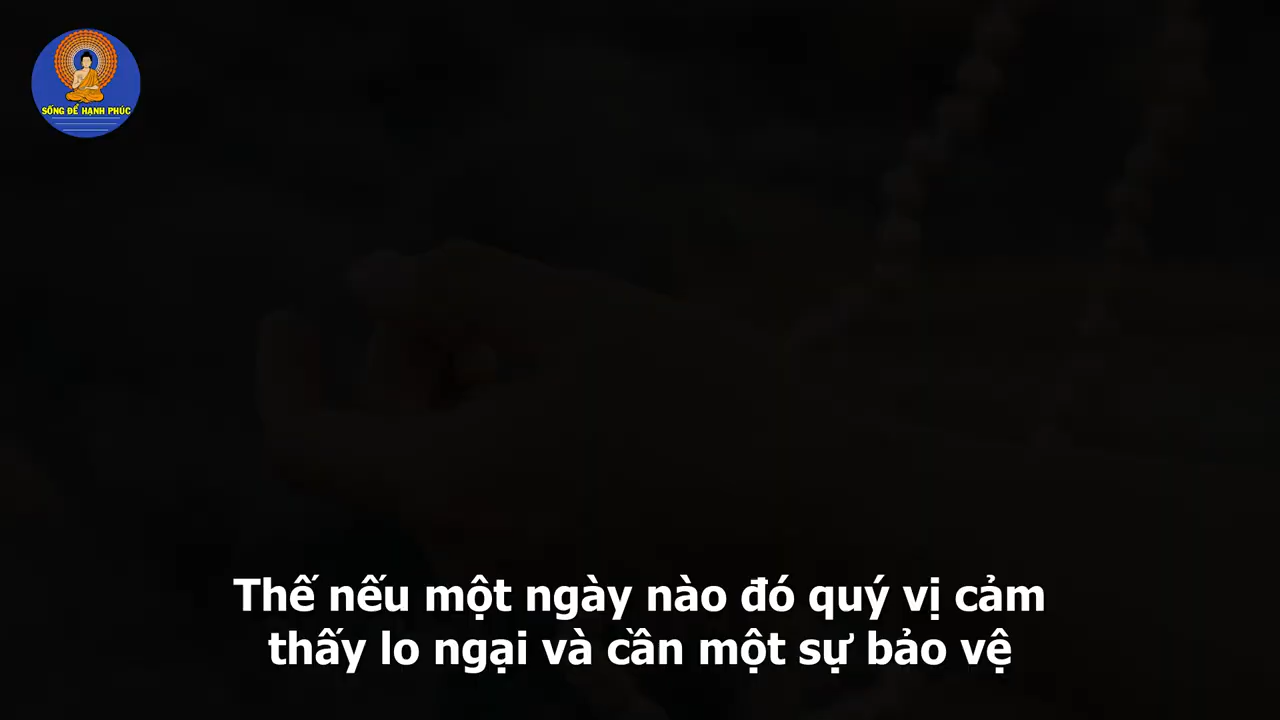 SỐNG ĐỂ HẠNH PHÚC
Thế nếu một ngày nào đó quý vị cảm
thấy lo ngại và cần một sự bảo vệ